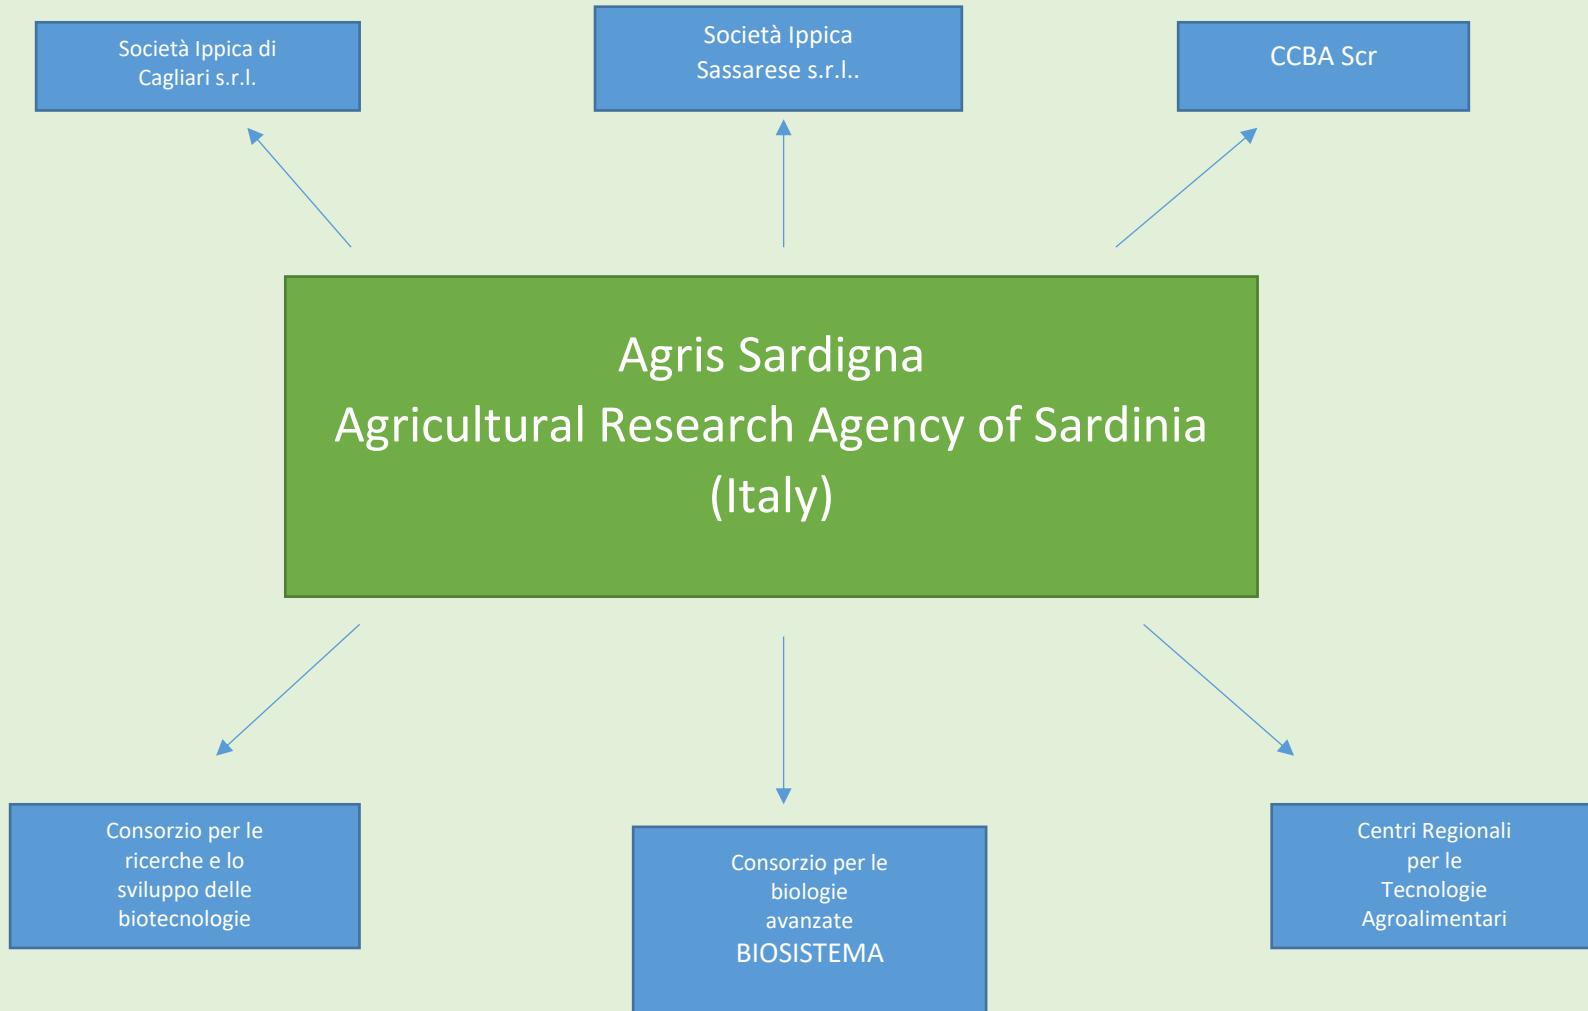 Società Ippica di
Cagliari s.r.l.
Società Ippica
Sassarese s.r.l..
CCBA Scr
Agris Sardigna
Agricultural Research Agency of Sardinia
(Italy)
Consorzio per le
ricerche e lo
sviluppo delle
biotecnologie
Consorzio per le
biologie
avanzate
BIOSISTEMA
Centri Regionali
per le
Tecnologie
Agroalimentari